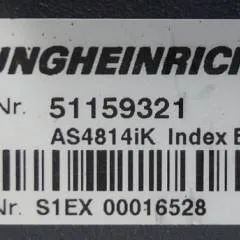 UNGHEINRICH
Nr. 51159321
AS4814iK Index B
Nr. S1EX 00016528